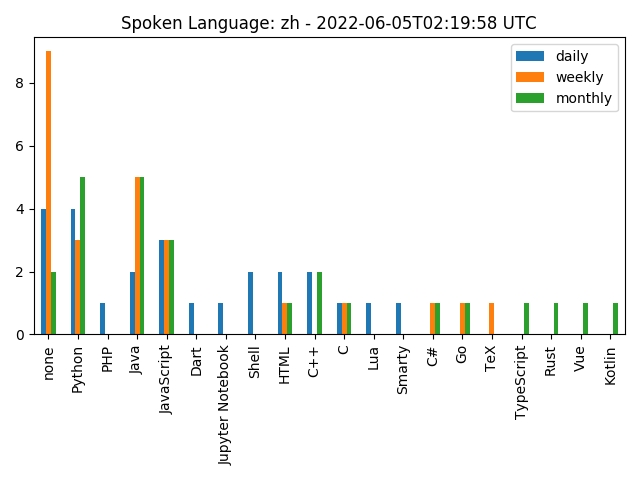 Spoken Language: zh - 2022-06-05T02:19:58 UTC
daily
weekly
monthly
8
6
4
2
0
none
Python
PHP
Java
JavaScript
Dart
Jupyter Notebook
Shell
HTML
C++
C
Lua
Smarty
C#
Go
TeX
TypeScript
Rust
Vue
Kotlin